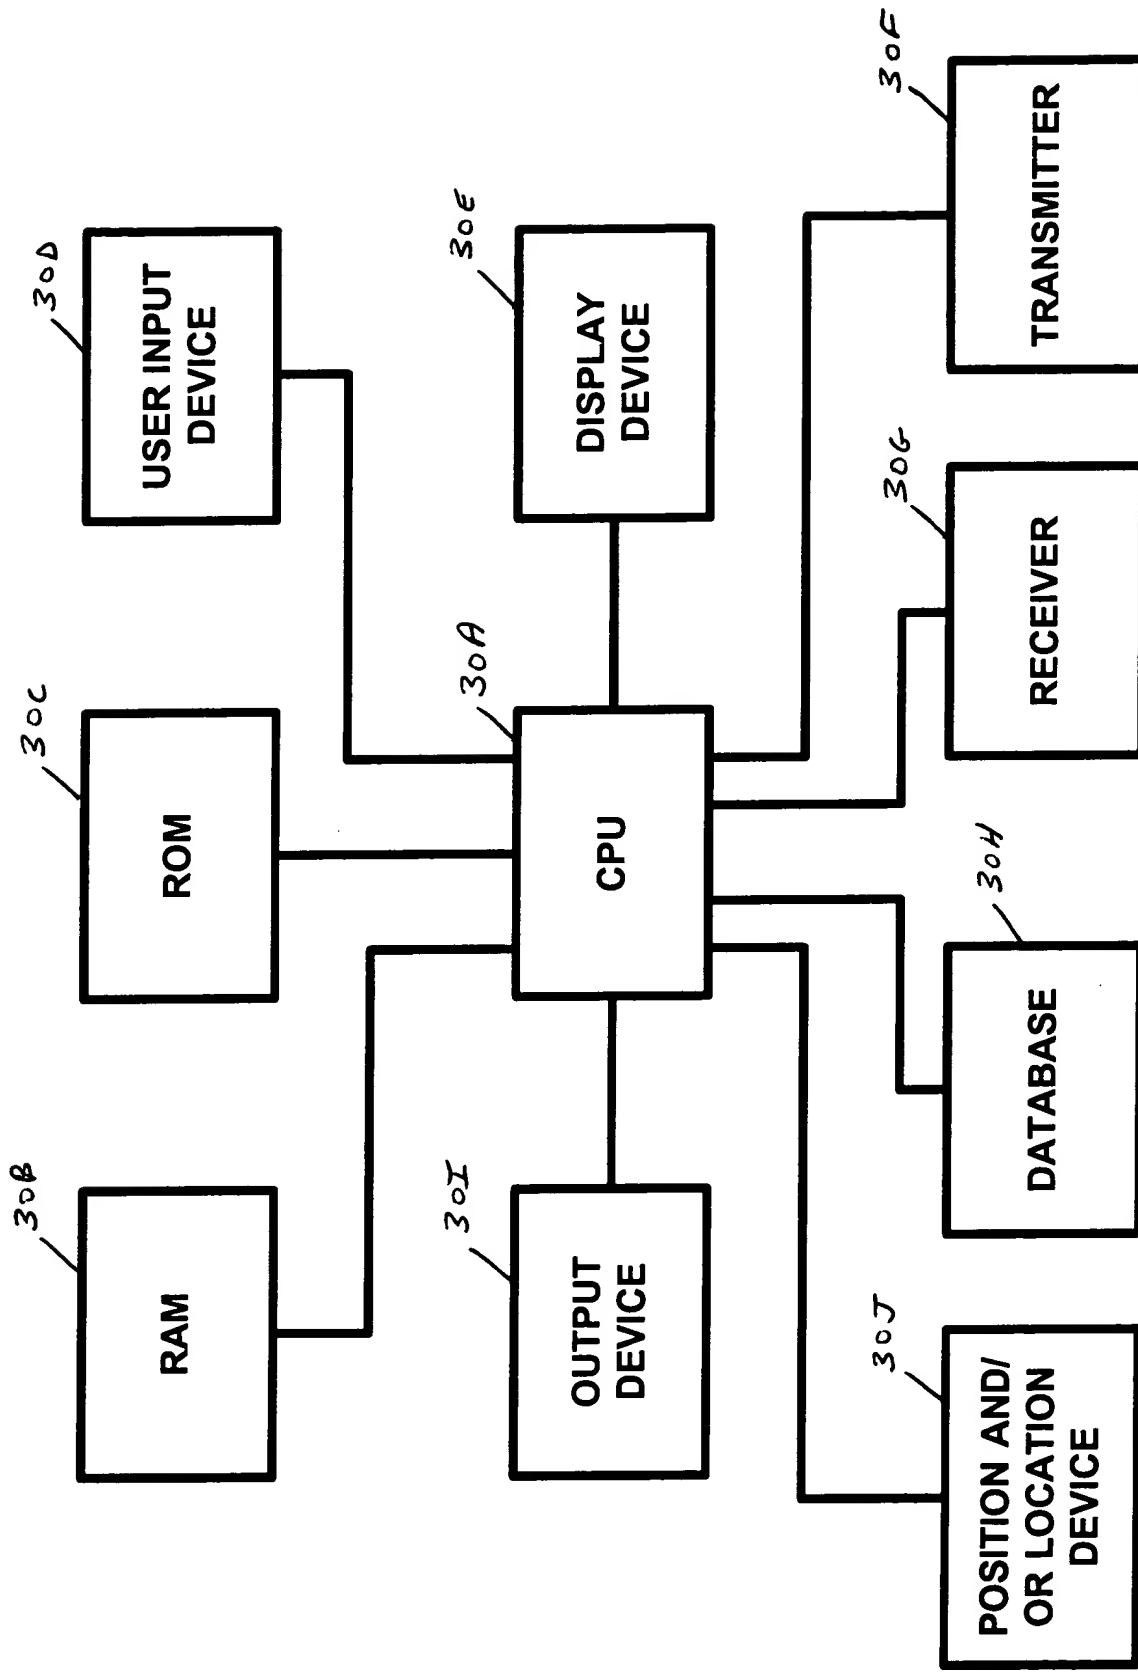 30B
RAM
30C
ROM
30D
USER INPUT
DEVICE
30I
OUTPUT
DEVICE
30A
CPU
30E
DISPLAY
DEVICE
30J
POSITION AND/
OR LOCATION
DEVICE
30H
DATABASE
30G
RECEIVER
30F
TRANSMITTER